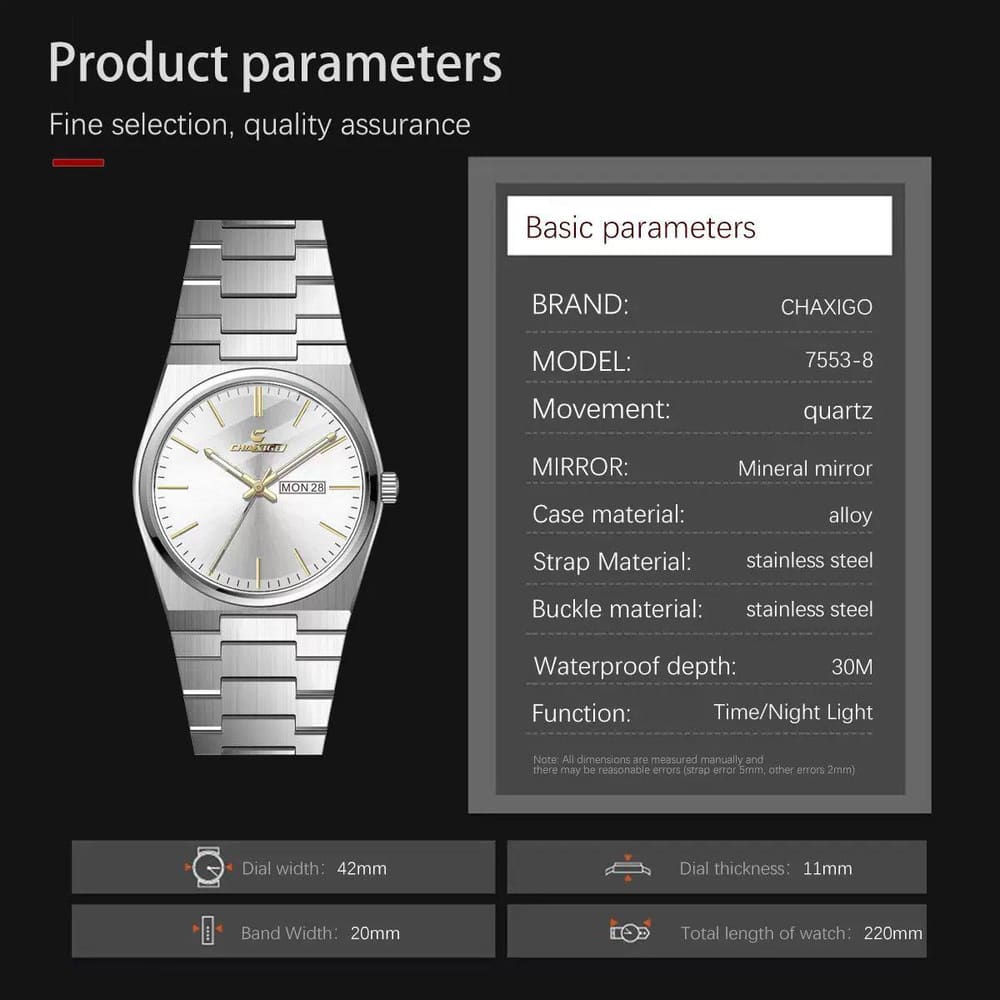 Product parameters
Fine selection, quality assurance
Basic parameters
BRAND: CHAXIGO
MODEL: 7553-8
Movement: quartz
MIRROR: Mineral mirror
Case material: alloy
Strap Material: stainless steel
Buckle material: stainless steel
Waterproof depth: 30M
Function: Time/Night Light
Note: All dimensions are measured manually and
there may be reasonable errors (strap error 5mm, other errors 2mm)
CHAXIGO
MON 28
Dial width: 42mm
Dial thickness: 11mm
Band Width: 20mm
Total length of watch: 220mm